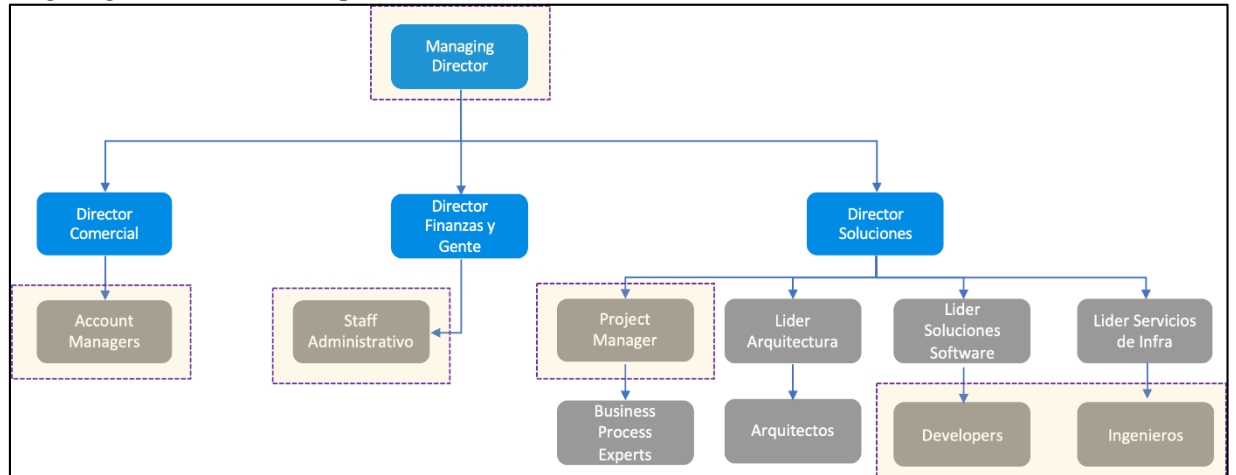 Managing
Director
Director
Comercial
Director
Finanzas y
Gente
Director
Soluciones
Account
Managers
Staff
Administrativo
Project
Manager
Lider
Arquitectura
Lider
Soluciones
Software
Lider Servicios
de Infra
Business
Process
Experts
Arquitectos
Developers
Ingenieros